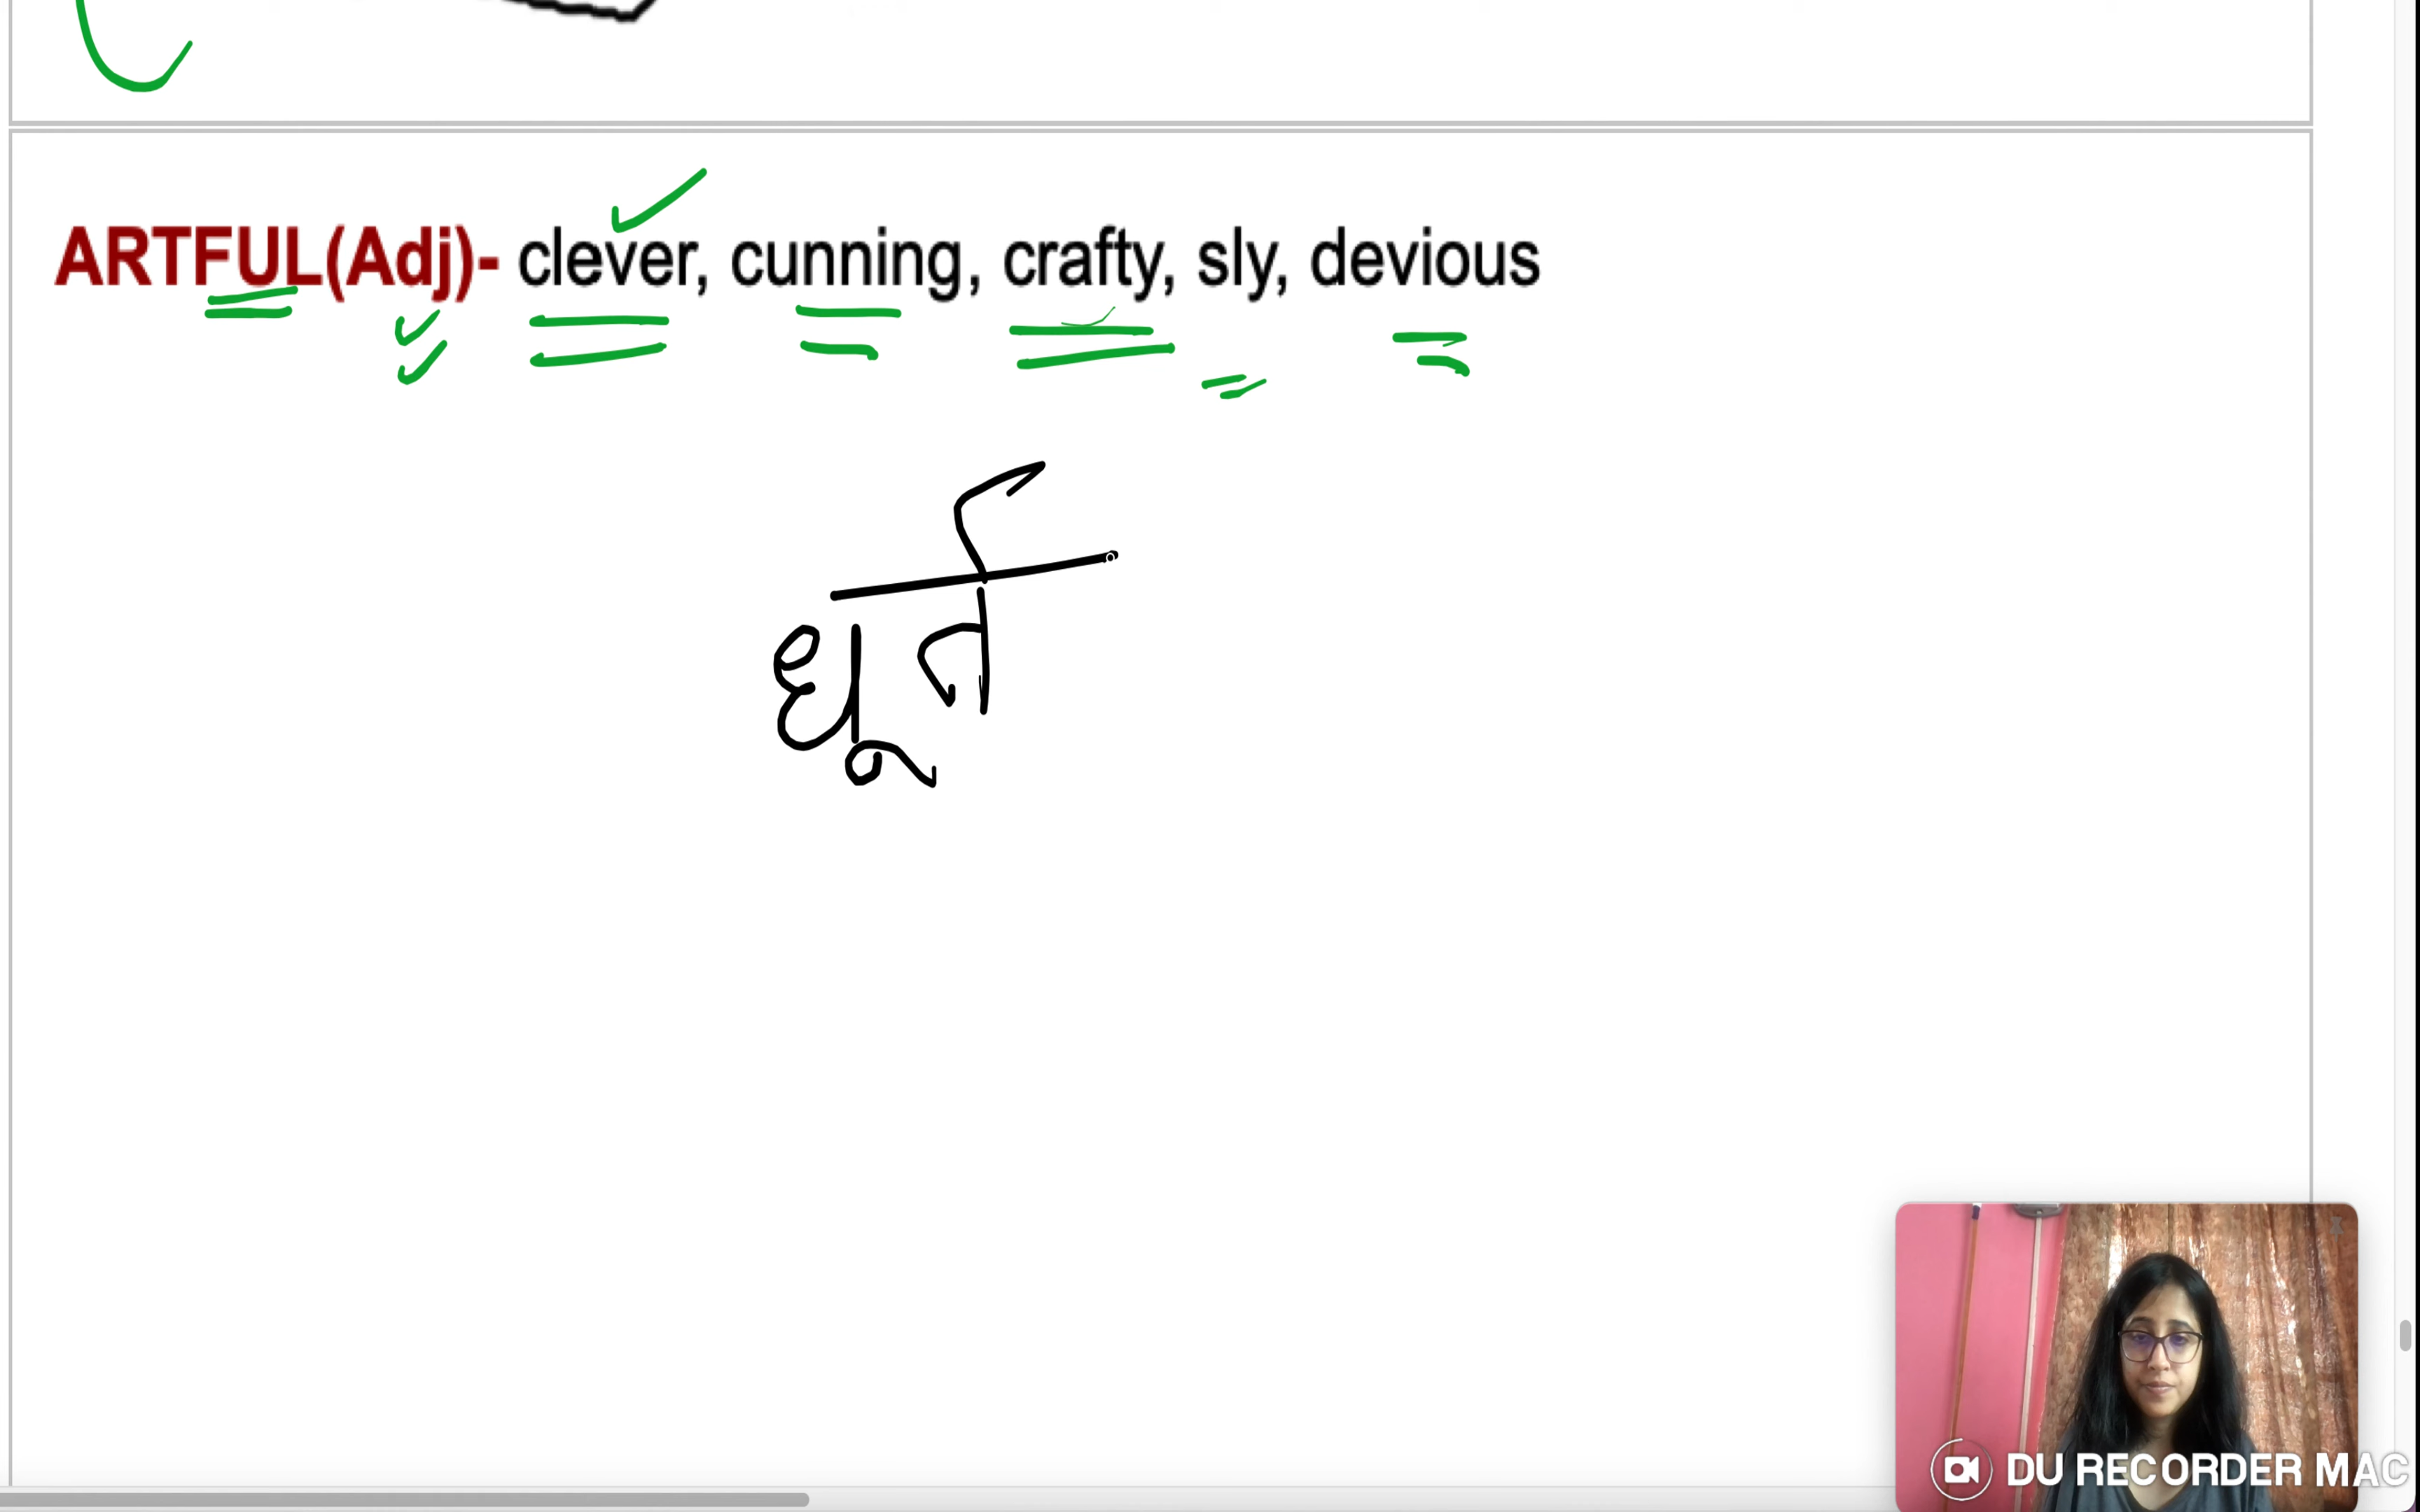 ARTFUL(Adj)- clever, cunning, crafty, sly, devious
धूर्त
DU RECORDER MAC